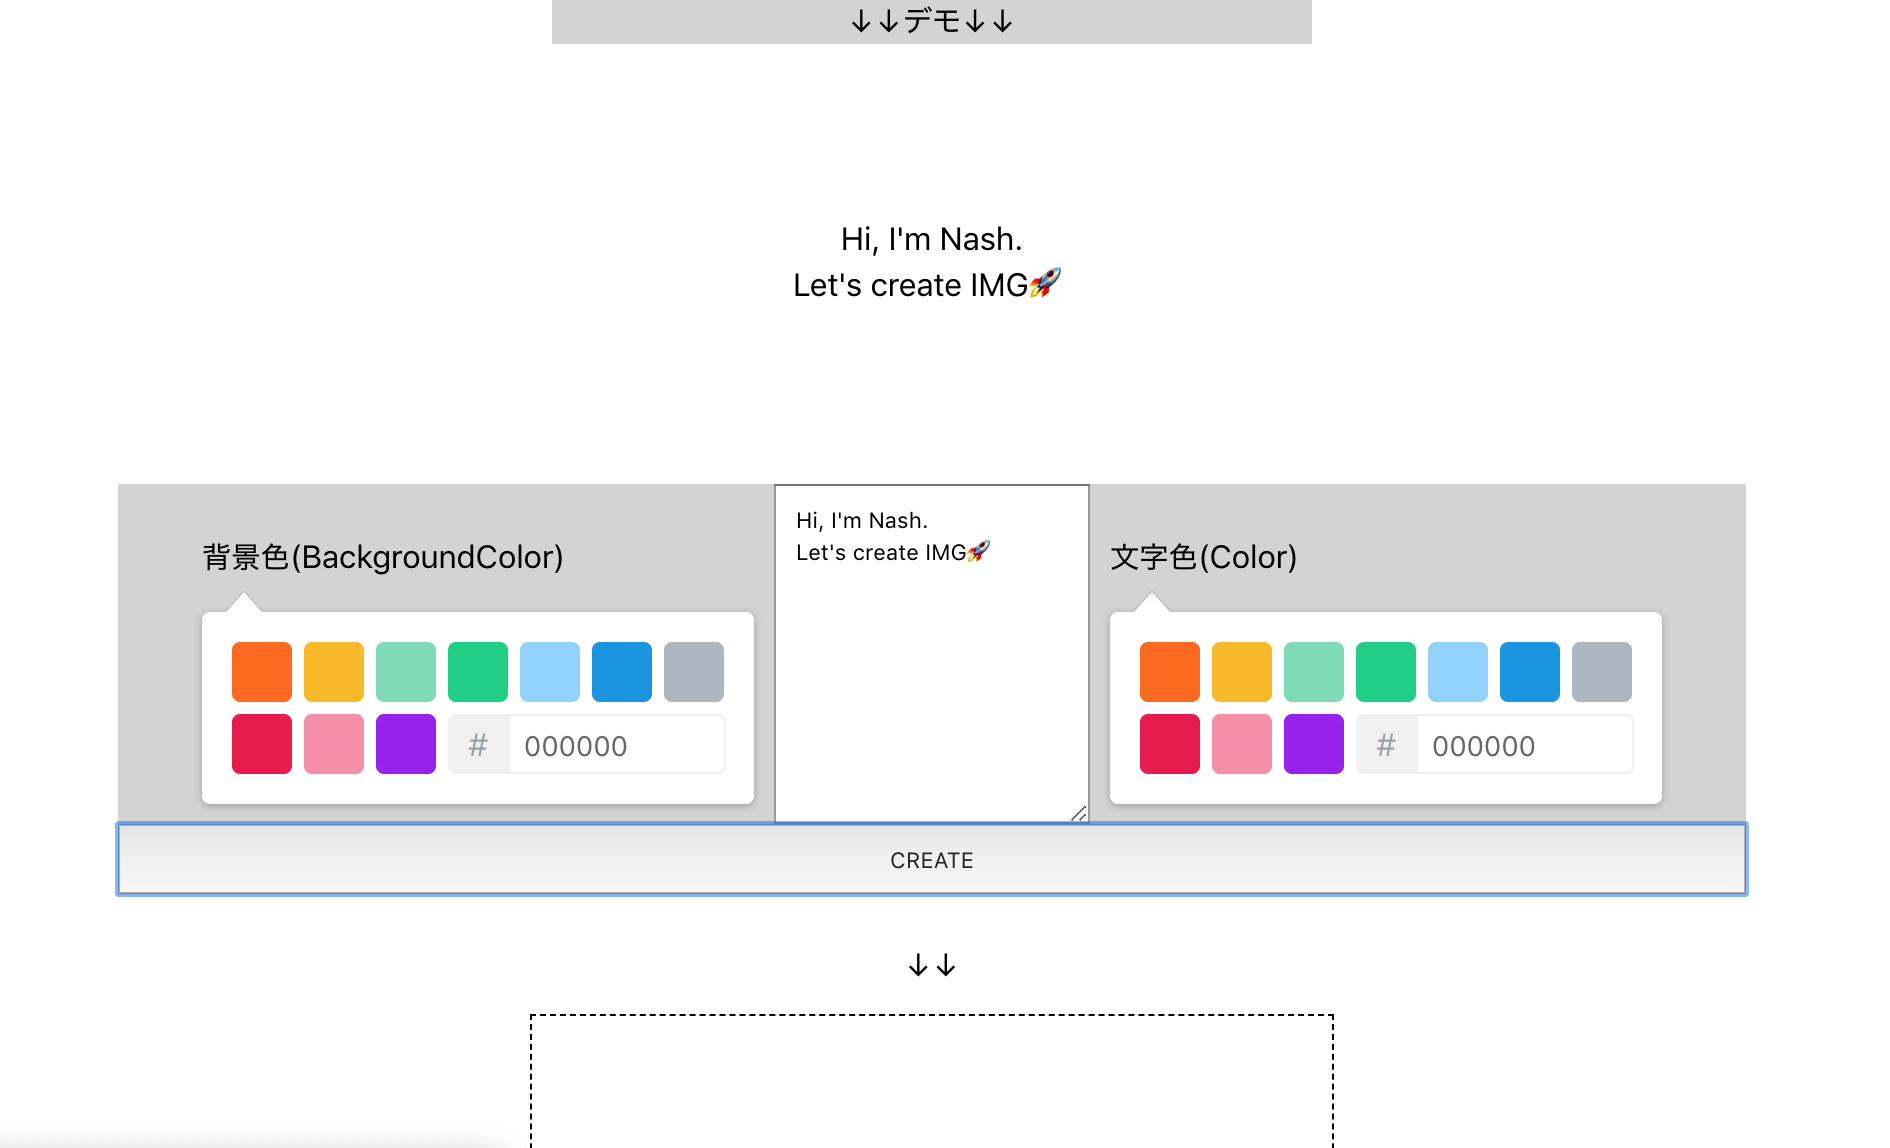 ↓↓デモ↓↓
Hi, I'm Nash.
Let's create IMG🚀
背景色(BackgroundColor)
# 000000
Hi, I'm Nash.
Let's create IMG🚀
文字色(Color)
# 000000
CREATE
↓↓